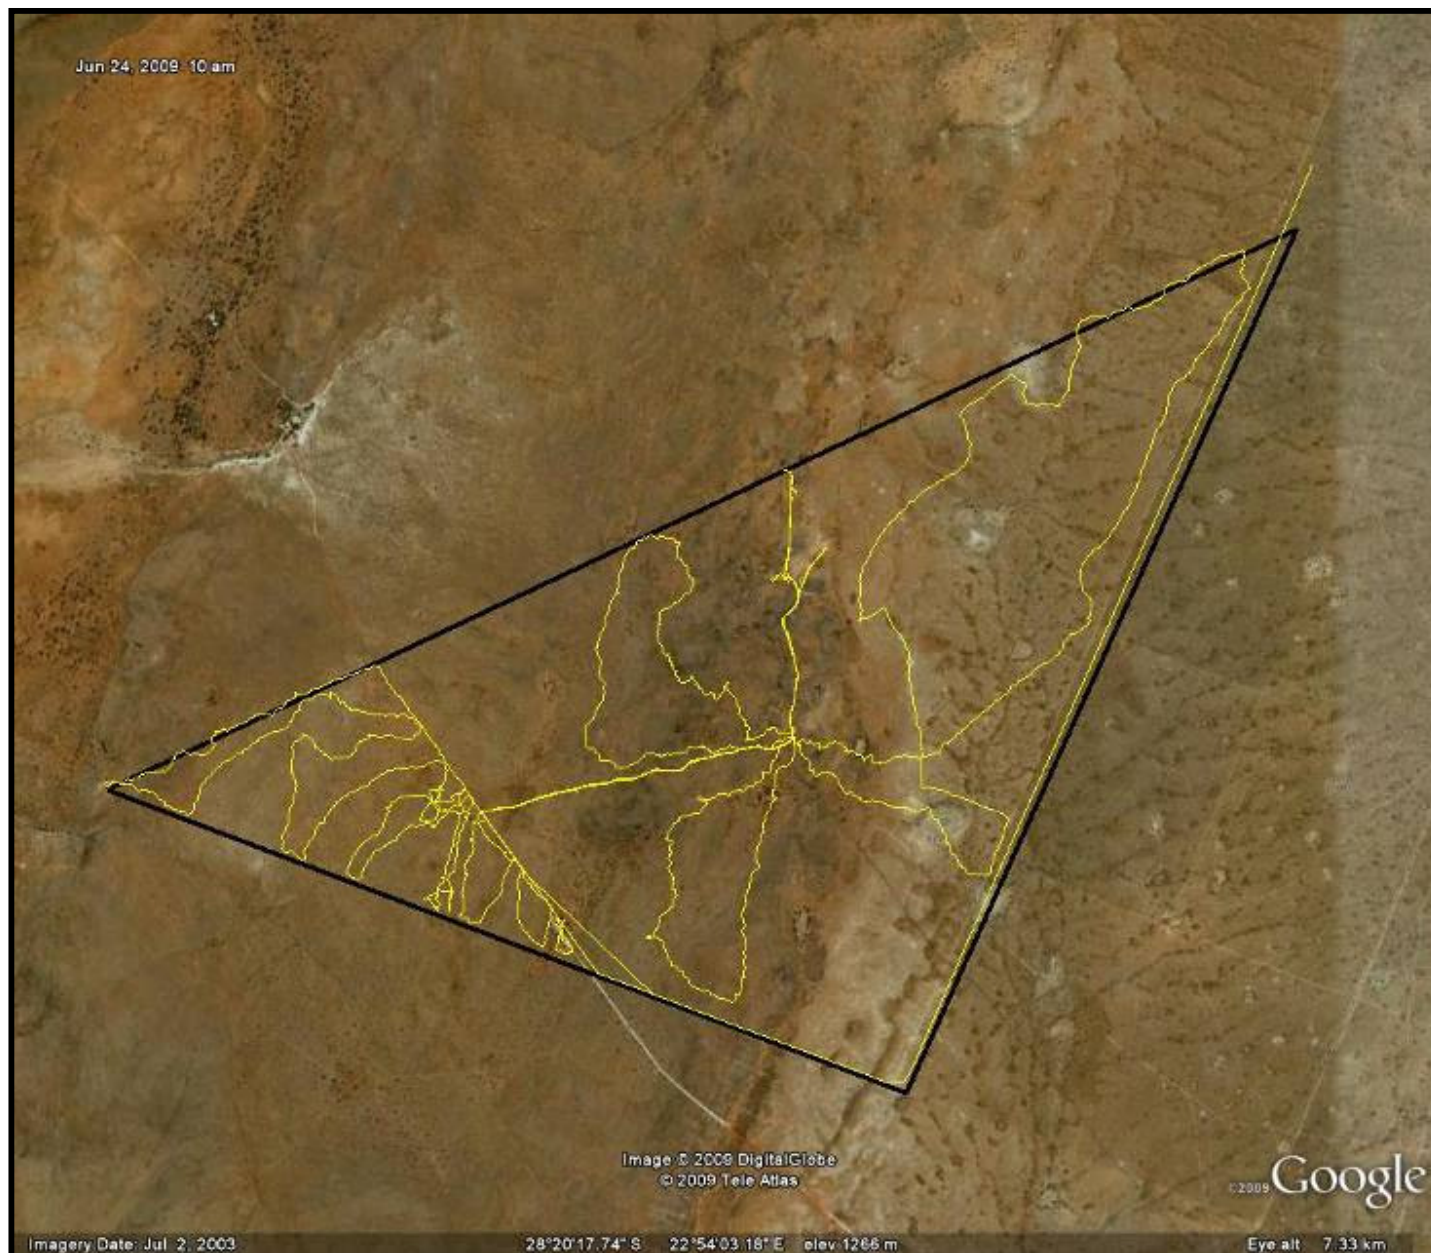 Jun 24, 2009 10 am
Image © 2009 DigitalGlobe
© 2009 Tele Atlas
©2009 Google
Imagery Date: Jul 2, 2003 28°20'17.74" S 22°54'03.18" E elev 1266 m Eye alt 7.33 km